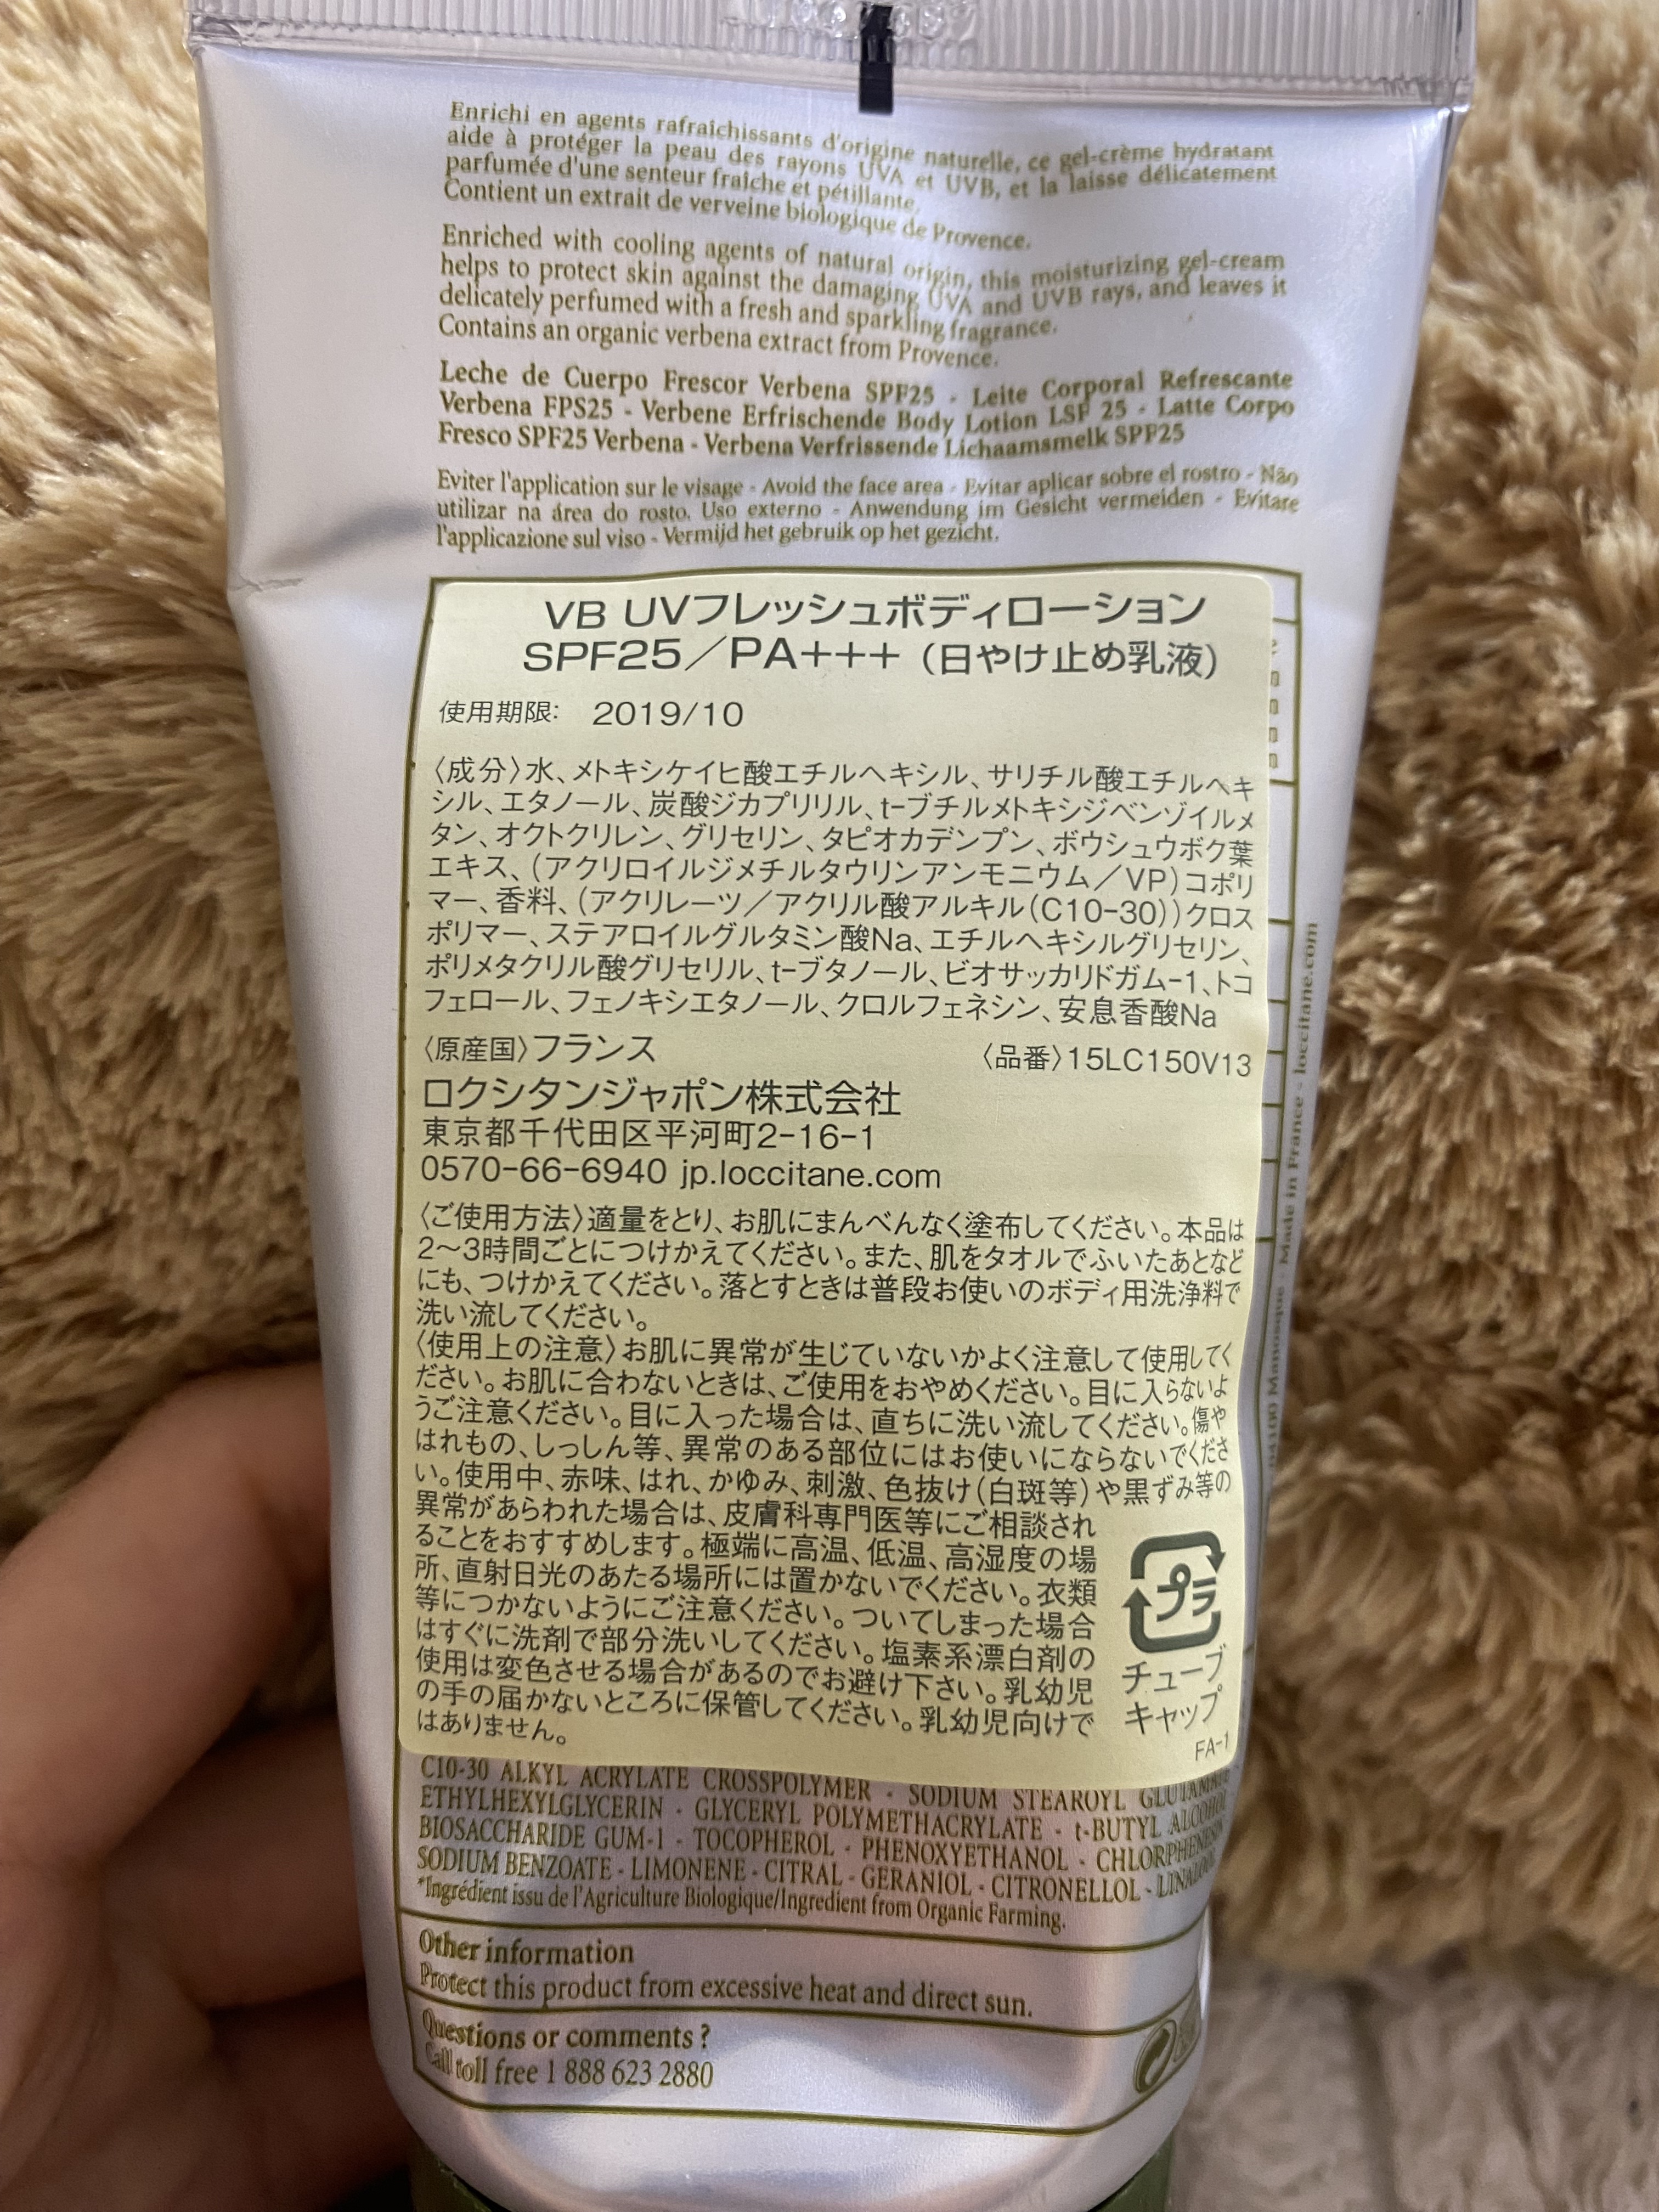 Enrichi en agents rafraîchissants d'origine naturelle, ce gel-crème hydratant
aide à protéger la peau des rayons UVA et UVB, et la laisse délicatement
parfumée d'une senteur fraîche et pétillante.
Contient un extrait de verveine biologique de Provence.
Enriched with cooling agents of natural origin, this moisturizing gel-cream
helps to protect skin against the damaging UVA and UVB rays, and leaves it
delicately perfumed with a fresh and sparkling fragrance.
Contains an organic verbena extract from Provence.
Leche de Cuerpo Frescor Verbena SPF25 - Leite Corporal Refrescante
Verbena FPS25 - Verbene Erfrischende Body Lotion LSF 25 - Latte Corpo
Fresco SPF25 Verbena - Verbena Verfrissende Lichaamsmelk SPF25
Eviter l'application sur le visage - Avoid the face area - Evitar aplicar sobre el rostro - Não
utilizar na área do rosto. Uso externo - Anwendung im Gesicht vermeiden - Evitare
l'applicazione sul viso - Vermijd het gebruik op het gezicht.
VB UVフレッシュボディローション
SPF25/PA+++(日やけ止め乳液)
使用期限: 2019/10
〈成分〉水、メトキシケイヒ酸エチルヘキシル、サリチル酸エチルヘキ
シル、エタノール、炭酸ジカプリリル、t-ブチルメトキシジベンゾイルメ
タン、オクトクリレン、グリセリン、タピオカデンプン、ボウシュウボク葉
エキス、(アクリロイルジメチルタウリンアンモニウム/VP)コポリ
マー、香料、(アクリレーツ/アクリル酸アルキル(C10-30))クロス
ポリマー、ステアロイルグルタミン酸Na、エチルヘキシルグリセリン、
ポリメタクリル酸グリセリル、t-ブタノール、ビオサッカリドガム-1、トコ
フェロール、フェノキシエタノール、クロルフェネシン、安息香酸Na
〈原産国〉フランス 〈品番〉15LC150V13
ロクシタンジャポン株式会社
東京都千代田区平河町2-16-1
0570-66-6940 jp.loccitane.com
〈ご使用方法〉適量をとり、お肌にまんべんなく塗布してください。本品は
2～3時間ごとにつけかえてください。また、肌をタオルでふいたあとなど
にも、つけかえてください。落とすときは普段お使いのボディ用洗浄料で
洗い流してください。
〈使用上の注意〉お肌に異常が生じていないかよく注意して使用してく
ださい。お肌に合わないときは、ご使用をおやめください。目に入らないよ
うご注意ください。目に入った場合は、直ちに洗い流してください。傷や
はれもの、しっしん等、異常のある部位にはお使いにならないでくださ
い。使用中、赤味、はれ、かゆみ、刺激、色抜け(白斑等)や黒ずみ等の
異常があらわれた場合は、皮膚科専門医等にご相談され
ることをおすすめします。極端に高温、低温、高湿度の場
所、直射日光のあたる場所には置かないでください。衣類
等につかないようにご注意ください。ついてしまった場合
はすぐに洗剤で部分洗いしてください。塩素系漂白剤の
使用は変色させる場合があるのでお避け下さい。乳幼児
の手の届かないところに保管してください。乳幼児向けで
はありません。
プラ
チューブ
キャップ
FA-1
C10-30 ALKYL ACRYLATE CROSSPOLYMER - SODIUM STEAROYL GLUTAMATE
ETHYLHEXYLGLYCERIN - GLYCERYL POLYMETHACRYLATE - t-BUTYL ALCOHOL
BIOSACCHARIDE GUM-1 - TOCOPHEROL - PHENOXYETHANOL - CHLORPHENESIN
SODIUM BENZOATE - LIMONENE - CITRAL - GERANIOL - CITRONELLOL - LINALOOL
*Ingrédient issu de l'Agriculture Biologique/Ingredient from Organic Farming.
Other information
Protect this product from excessive heat and direct sun.
Questions or comments ?
Call toll free 1 888 623 2880
04100 Manosque - Made in France - loccitane.com